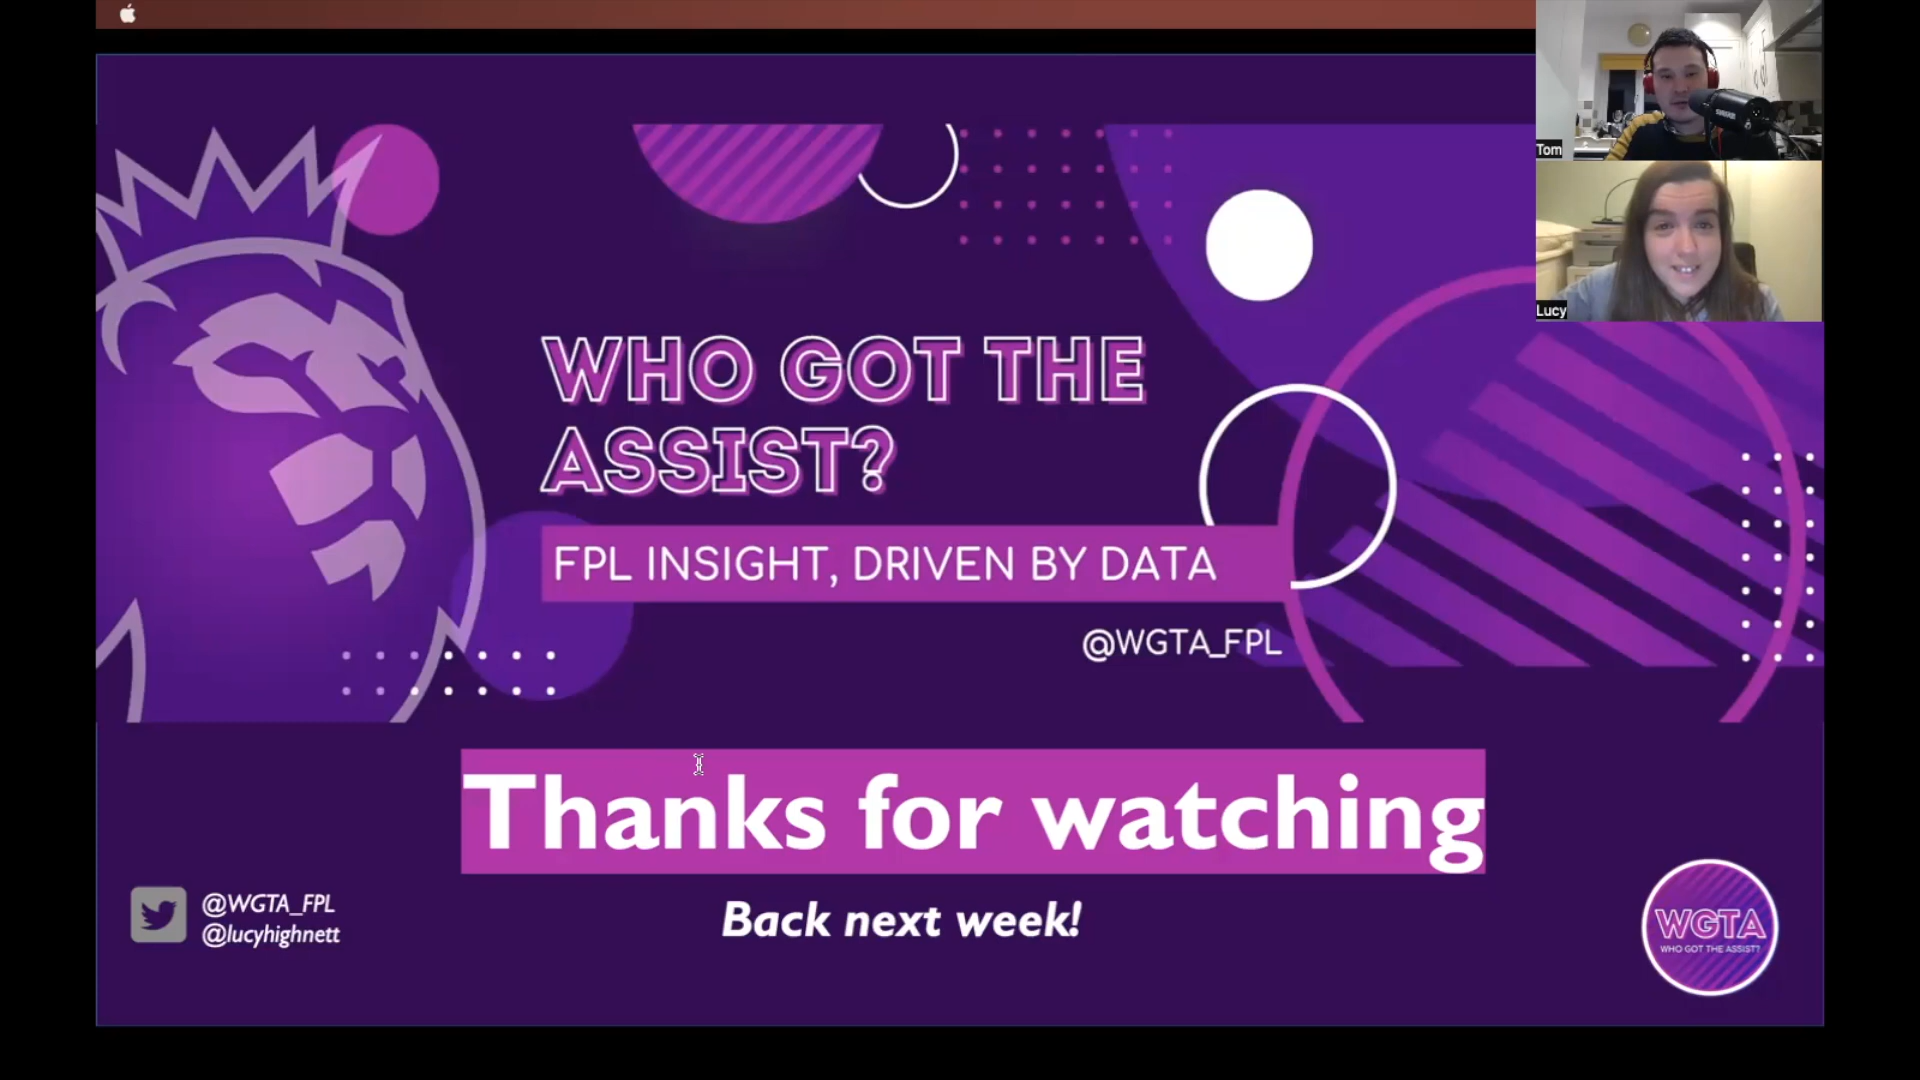 Tom
Lucy
WHO GOT THE
ASSIST?
FPL INSIGHT, DRIVEN BY DATA
@WGTA_FPL
Thanks for watching
Back next week!
@WGTA_FPL
@lucyhighnett
WGTA
WHO GOT THE ASSIST?